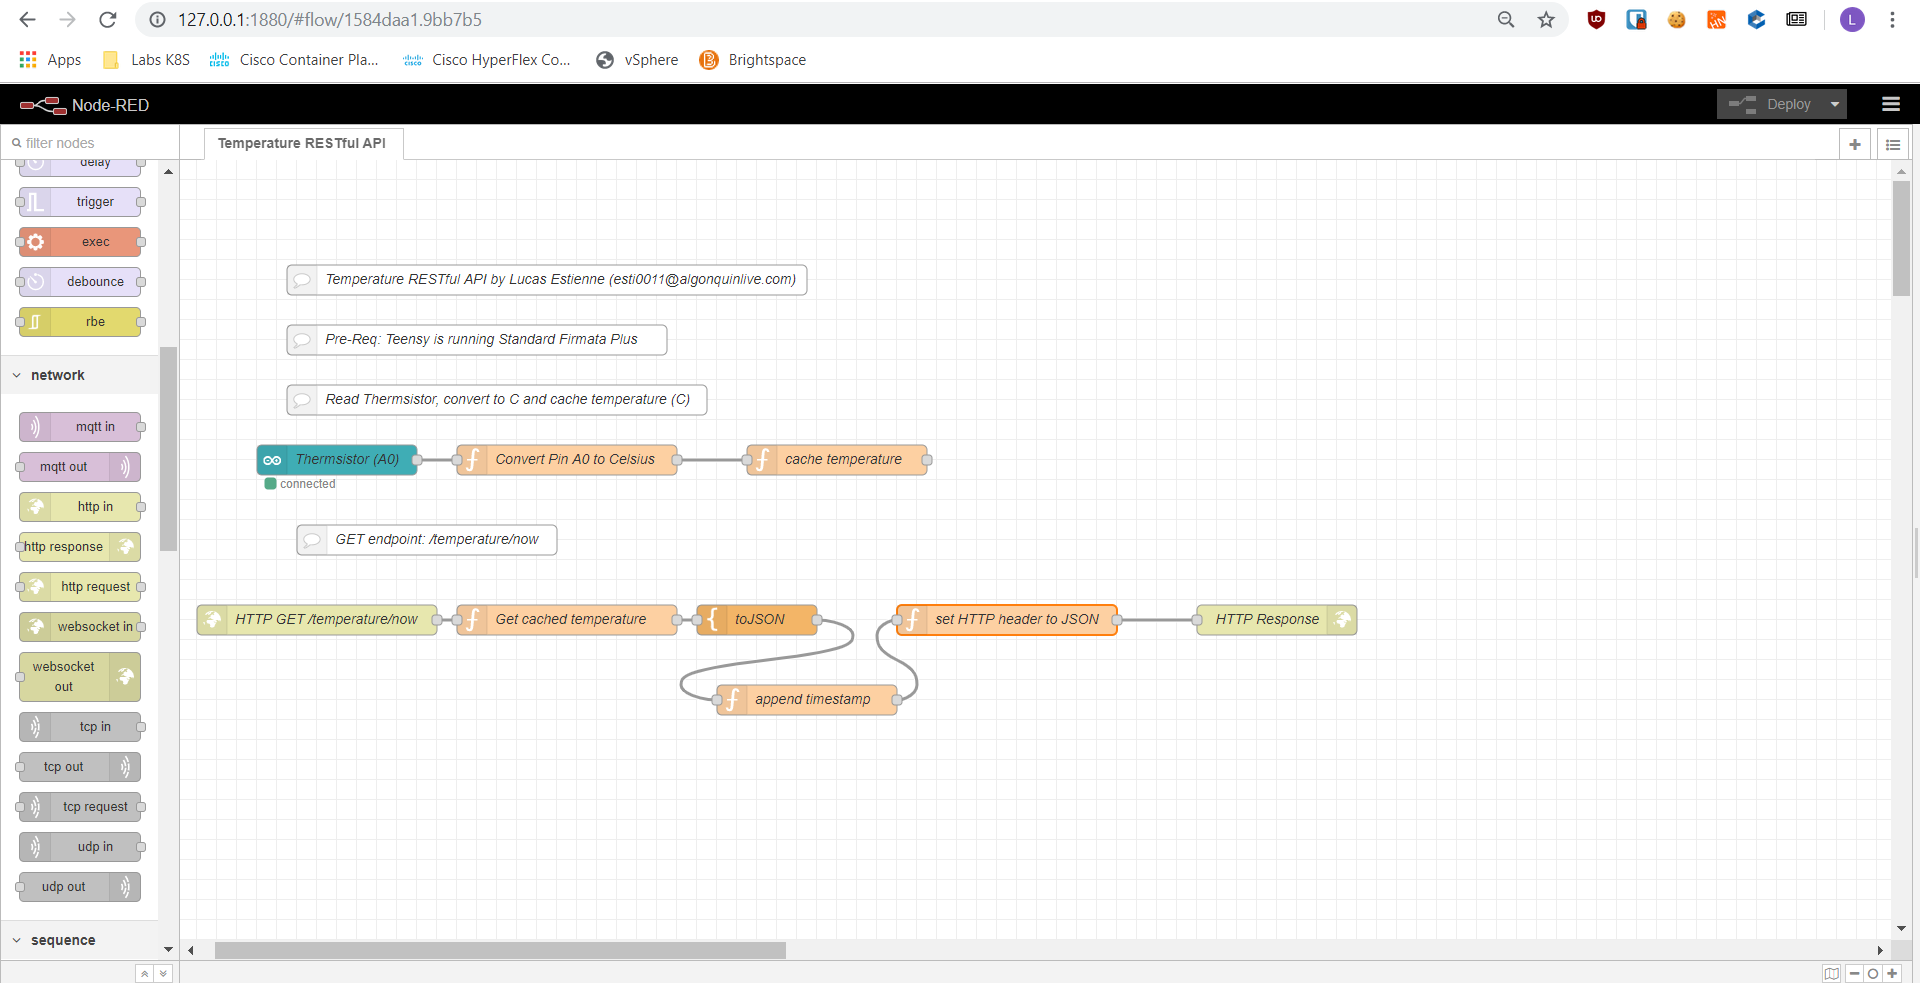 127.0.0.1:1880/#flow/1584daa1.9bb7b5
L
Apps
Labs K8S
Cisco Container Pla...
Cisco HyperFlex Co...
vSphere
Brightspace
Node-RED
Deploy
filter nodes
Temperature RESTful API
delay
trigger
exec
debounce
rbe
network
mqtt in
mqtt out
http in
http response
http request
websocket in
websocket
out
tcp in
tcp out
tcp request
udp in
udp out
sequence
Temperature RESTful API by Lucas Estienne (esti0011@algonquinlive.com)
Pre-Req: Teensy is running Standard Firmata Plus
Read Thermsistor, convert to C and cache temperature (C)
Thermsistor (A0)
Convert Pin A0 to Celsius
cache temperature
connected
GET endpoint: /temperature/now
HTTP GET /temperature/now
Get cached temperature
toJSON
set HTTP header to JSON
HTTP Response
append timestamp